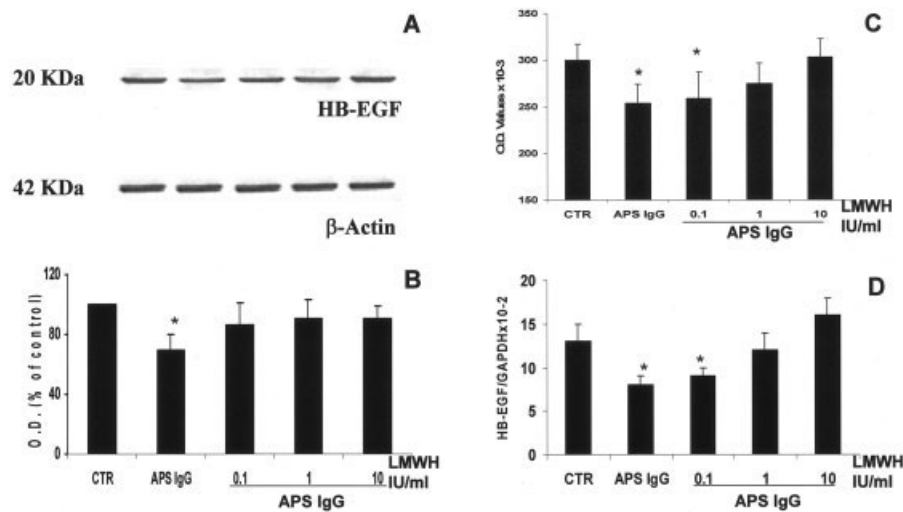 A
20 KDa
HB-EGF
42 KDa
β-Actin
B
O.D. (% of control)
120
80
40
0
CTR APS IgG 0.1 1 10 LMWH
IU/ml
APS IgG
C
O.D. Values x10-3
350
300
250
200
150
CTR APS IgG 0.1 1 10 LMWH
IU/ml
APS IgG
D
HB-EGF/GAPDHx10-2
20
15
10
5
0
CTR APS IgG 0.1 1 10 LMWH
IU/ml
APS IgG